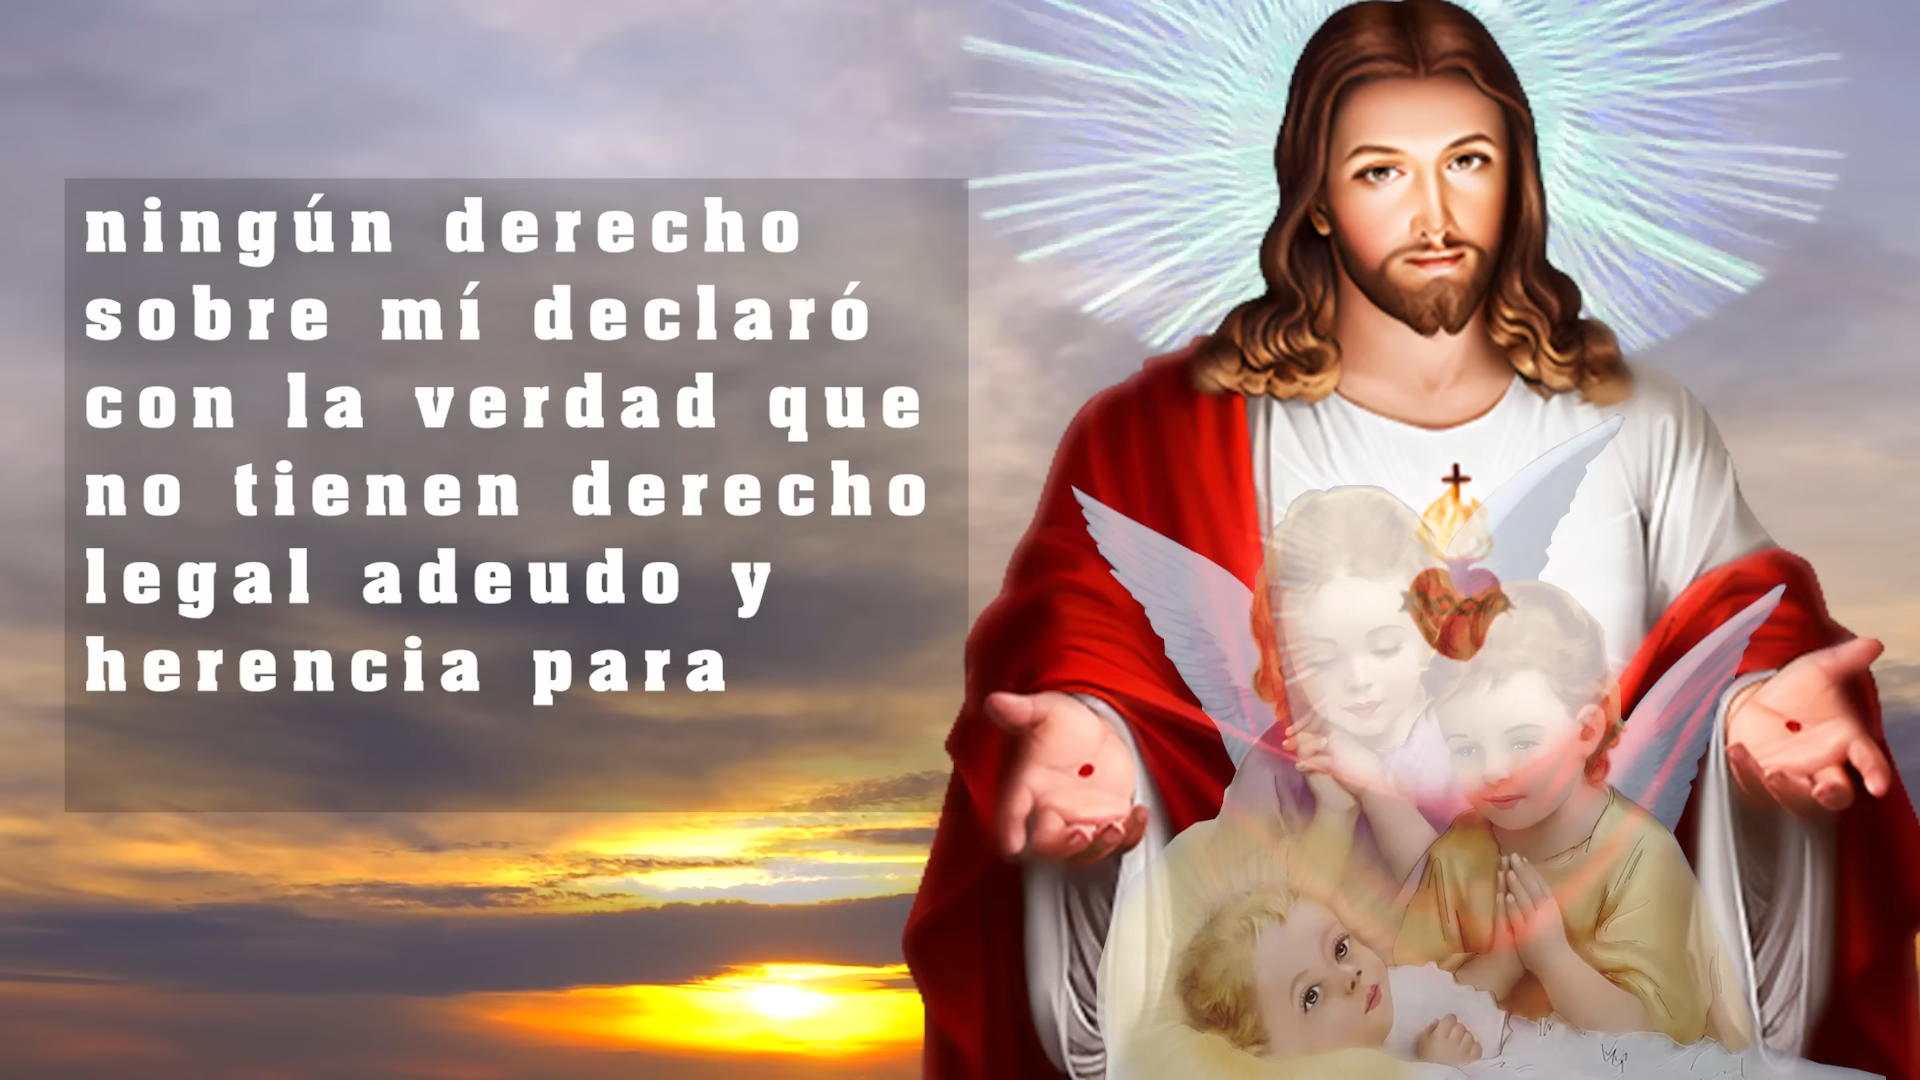 ningún derecho
sobre mí declaró
con la verdad que
no tienen derecho
legal adeudo y
herencia para